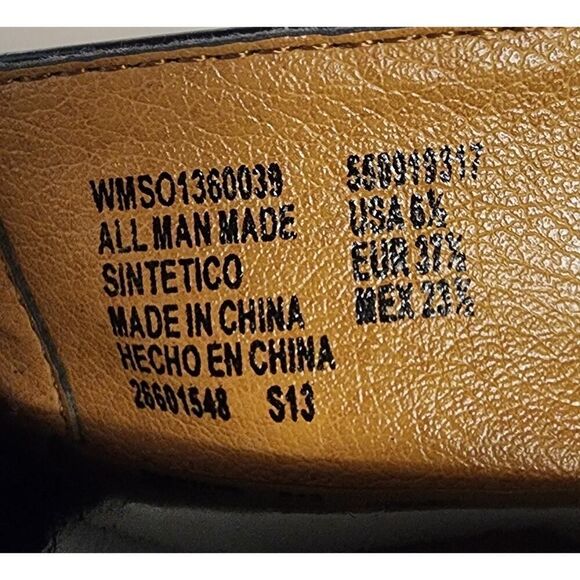 WMSO1360039
ALL MAN MADE
SINTETICO
MADE IN CHINA
HECHO EN CHINA
26601548 S13
550919317
USA 6½
EUR 37½
MEX 23½